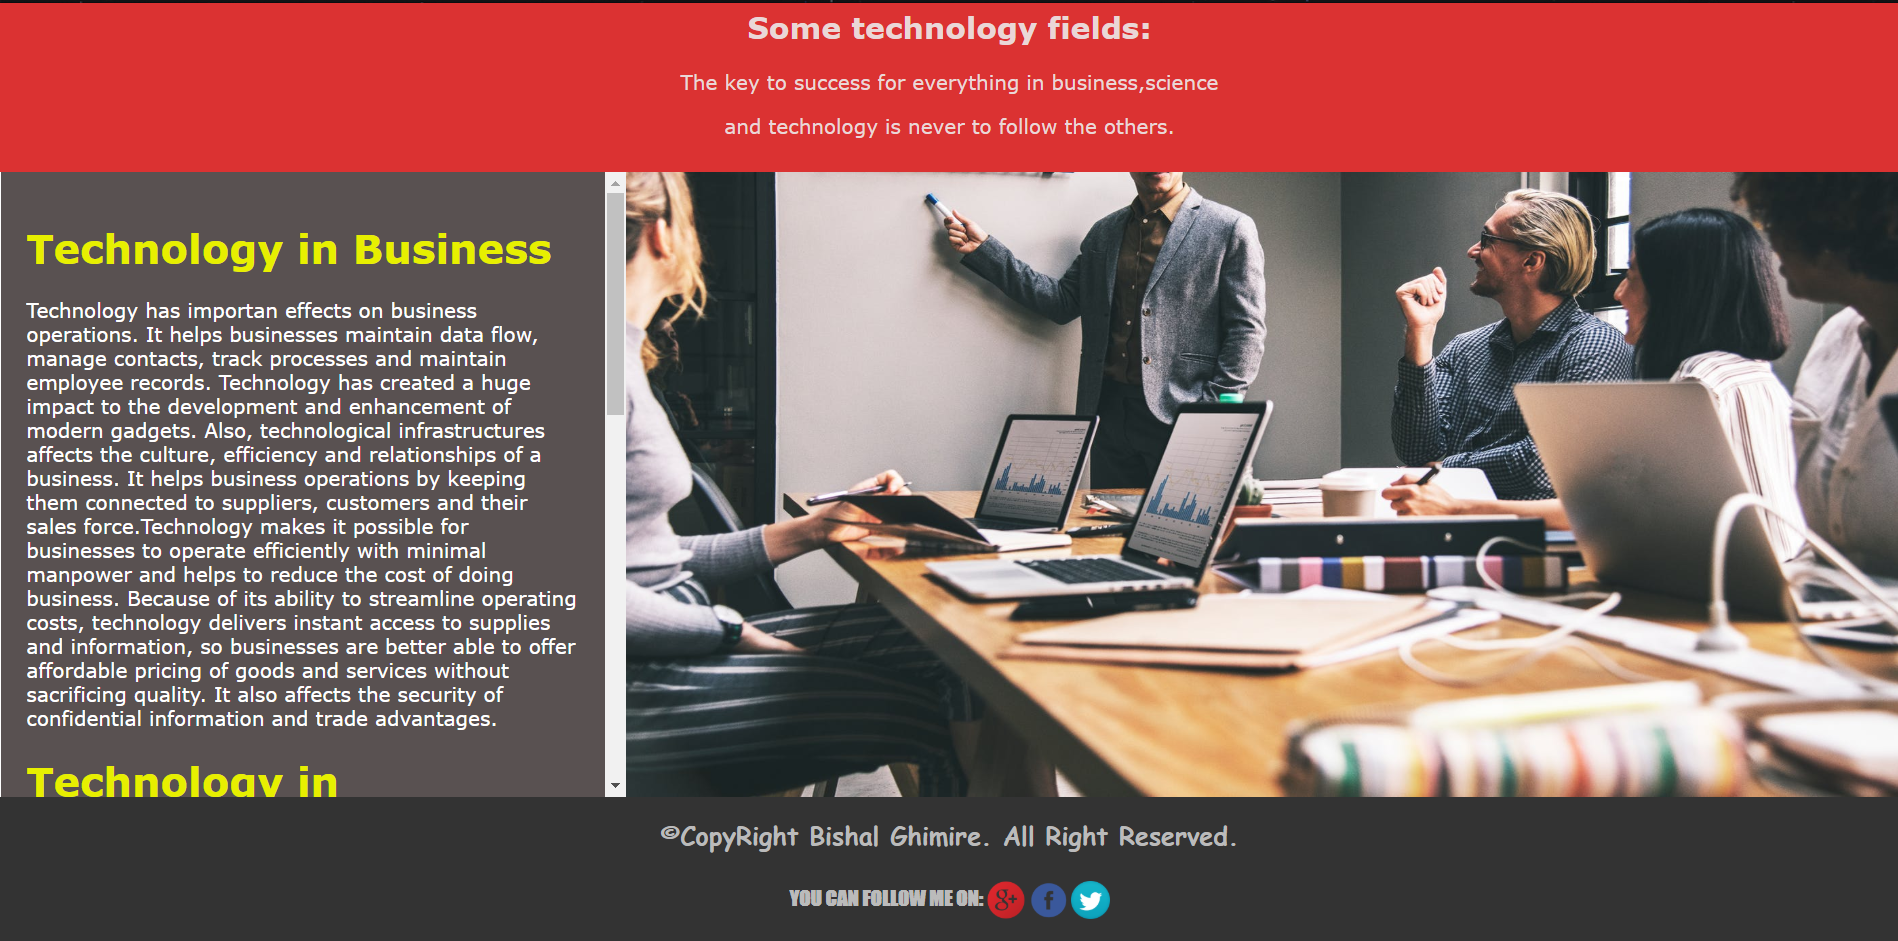 Some technology fields:
The key to success for everything in business,science
and technology is never to follow the others.
Technology in Business
Technology has importan effects on business
operations. It helps businesses maintain data flow,
manage contacts, track processes and maintain
employee records. Technology has created a huge
impact to the development and enhancement of
modern gadgets. Also, technological infrastructures
affects the culture, efficiency and relationships of a
business. It helps business operations by keeping
them connected to suppliers, customers and their
sales force.Technology makes it possible for
businesses to operate efficiently with minimal
manpower and helps to reduce the cost of doing
business. Because of its ability to streamline operating
costs, technology delivers instant access to supplies
and information, so businesses are better able to offer
affordable pricing of goods and services without
sacrificing quality. It also affects the security of
confidential information and trade advantages.
Technology in
©CopyRight Bishal Ghimire. All Right Reserved.
YOU CAN FOLLOW ME ON: g+ f